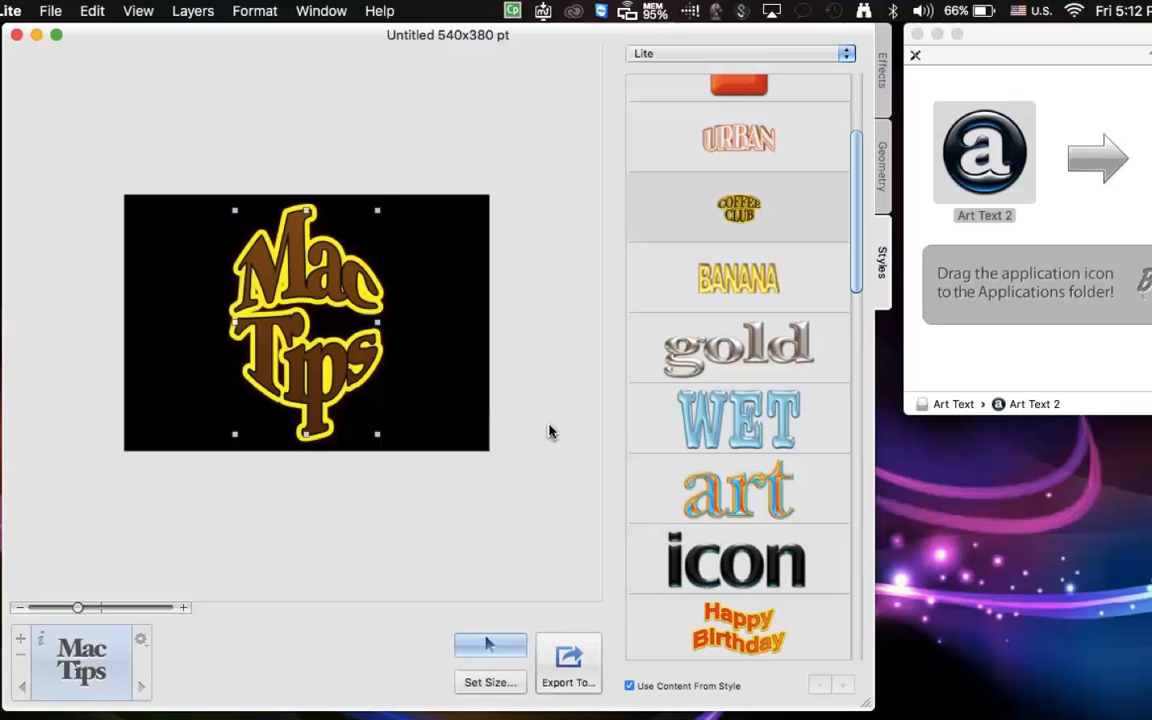 Lite File Edit View Layers Format Window Help MEM 95% 66% U.S. Fri 5:12 P
Untitled 540x380 pt
Lite
URBAN
COFFEE
CLUB
BANANA
gold
WET
art
icon
Happy
Birthday
Mac
Tips
Effects
Geometry
Styles
a
Art Text 2
Drag the application icon
to the Applications folder!
Art Text › Art Text 2
Mac
Tips
Set Size...
Export To...
Use Content From Style